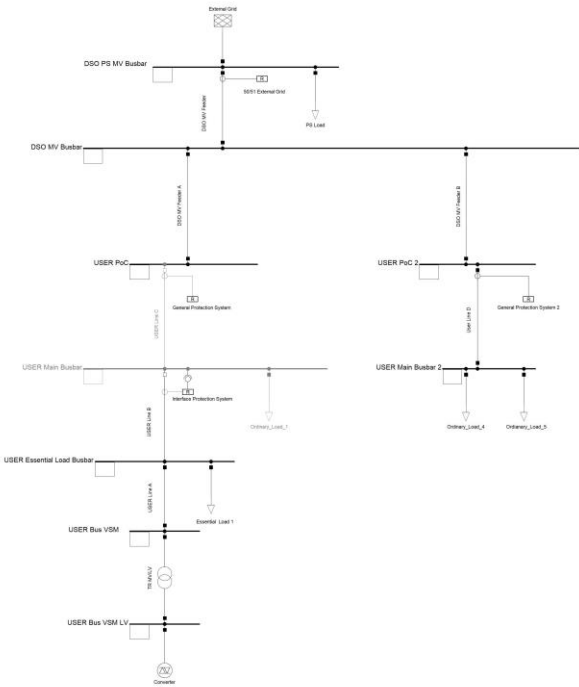 External Grid
DSO PS MV Busbar
R
50/51 External Grid
DSO MV Feeder
PS Load
DSO MV Busbar
DSO MV Feeder A
DSO MV Feeder B
USER PoC
USER PoC 2
R
General Protection System
R
General Protection System 2
USER Line C
User Line D
USER Main Busbar
USER Main Busbar 2
R
Interface Protection System
USER Line B
Ordinary_Load_1
Ordinary_Load_4
Ordianary_Load_5
USER Essential Load Busbar
USER Line A
Essential Load 1
USER Bus VSM
TR MV/LV
USER Bus VSM LV
Converter